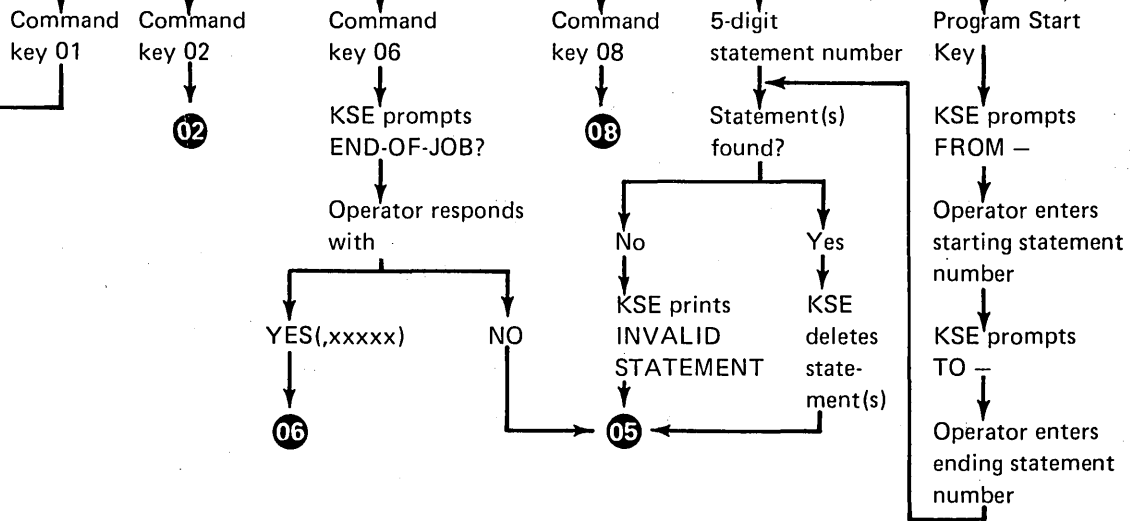 Command
key 01
Command
key 02
02
Command
key 06
KSE prompts
END-OF-JOB?
Operator responds
with
YES(,xxxxx)
NO
06
Command
key 08
08
5-digit
statement number
Statement(s)
found?
No
Yes
KSE prints
INVALID
STATEMENT
KSE
deletes
state-
ment(s)
05
Program Start
Key
KSE prompts
FROM —
Operator enters
starting statement
number
KSE prompts
TO —
Operator enters
ending statement
number